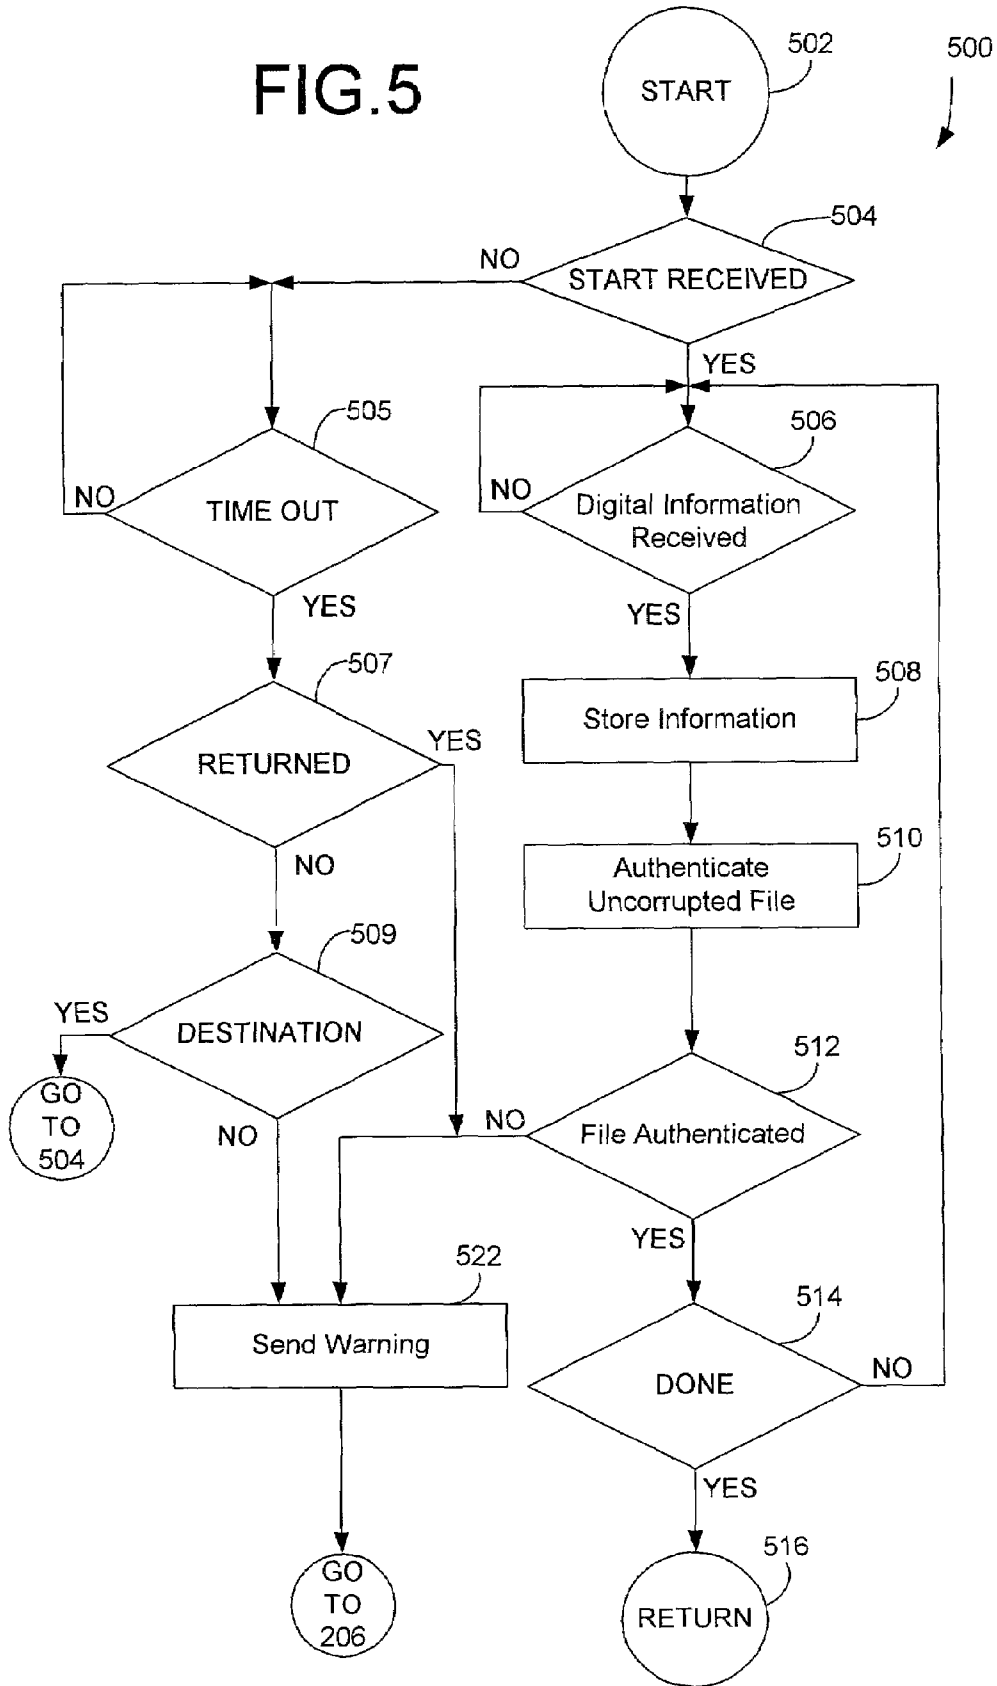 FIG.5
502
500
START
504
NO
START RECEIVED
YES
505
506
NO
TIME OUT
NO
Digital Information
Received
YES
YES
507
508
YES
Store Information
RETURNED
NO
510
Authenticate
Uncorrupted File
509
YES
DESTINATION
512
GO
TO
504
NO
NO
File Authenticated
YES
522
514
Send Warning
NO
DONE
YES
516
GO
TO
206
RETURN